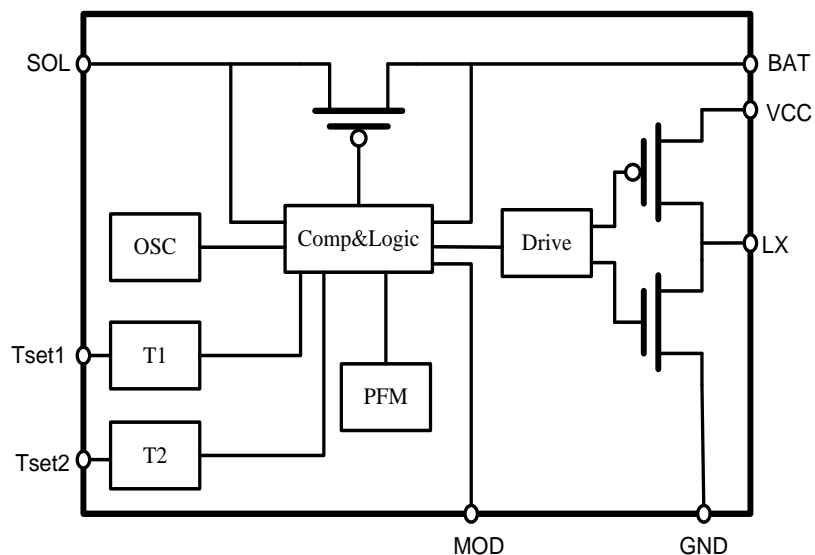 SOL
BAT
VCC
Comp&Logic
OSC
Drive
LX
Tset1
T1
PFM
Tset2
T2
MOD
GND